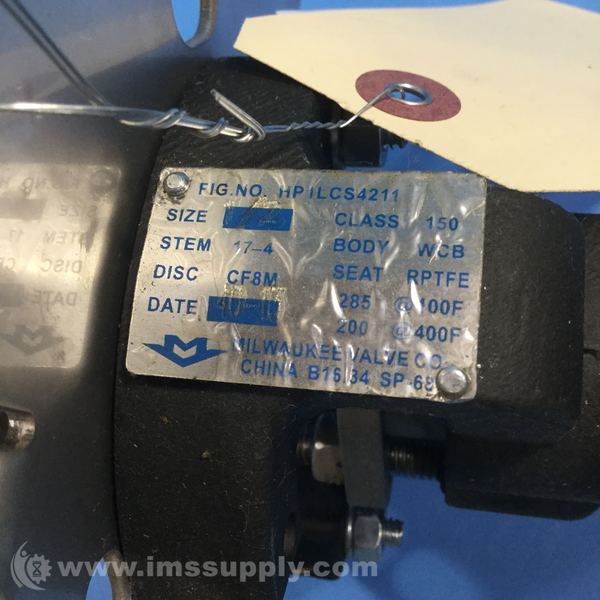 FIG.NO. HP1LCS4211
SIZE CLASS 150
STEM 17-4 BODY WCB
DISC CF8M SEAT RPTFE
DATE 285 @ 100F
200 @ 400F
MILWAUKEE VALVE CO.
CHINA B16.34 SP-68
www.imssupply.com